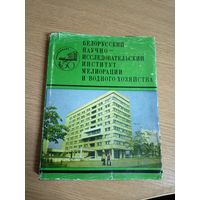 БЕЛОРУССКИЙ
НАУЧНО-
ИССЛЕДОВАТЕЛЬСКИЙ
ИНСТИТУТ
МЕЛИОРАЦИИ
И ВОДНОГО ХОЗЯЙСТВА